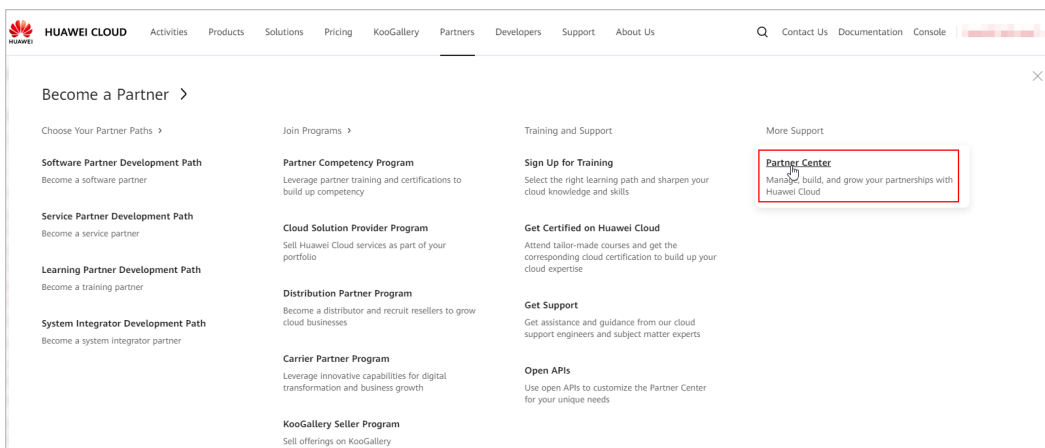 HUAWEI
HUAWEI CLOUD
Activities
Products
Solutions
Pricing
KooGallery
Partners
Developers
Support
About Us
Contact Us
Documentation
Console
Become a Partner >
Choose Your Partner Paths >
Software Partner Development Path
Become a software partner
Service Partner Development Path
Become a service partner
Learning Partner Development Path
Become a training partner
System Integrator Development Path
Become a system integrator partner
Join Programs >
Partner Competency Program
Leverage partner training and certifications to
build up competency
Cloud Solution Provider Program
Sell Huawei Cloud services as part of your
portfolio
Distribution Partner Program
Become a distributor and recruit resellers to grow
cloud businesses
Carrier Partner Program
Leverage innovative capabilities for digital
transformation and business growth
KooGallery Seller Program
Sell offerings on KooGallery
Training and Support
Sign Up for Training
Select the right learning path and sharpen your
cloud knowledge and skills
Get Certified on Huawei Cloud
Attend tailor-made courses and get the
corresponding cloud certification to build up your
cloud expertise
Get Support
Get assistance and guidance from our cloud
support engineers and subject matter experts
Open APIs
Use open APIs to customize the Partner Center
for your unique needs
More Support
Partner Center
Manage, build, and grow your partnerships with
Huawei Cloud